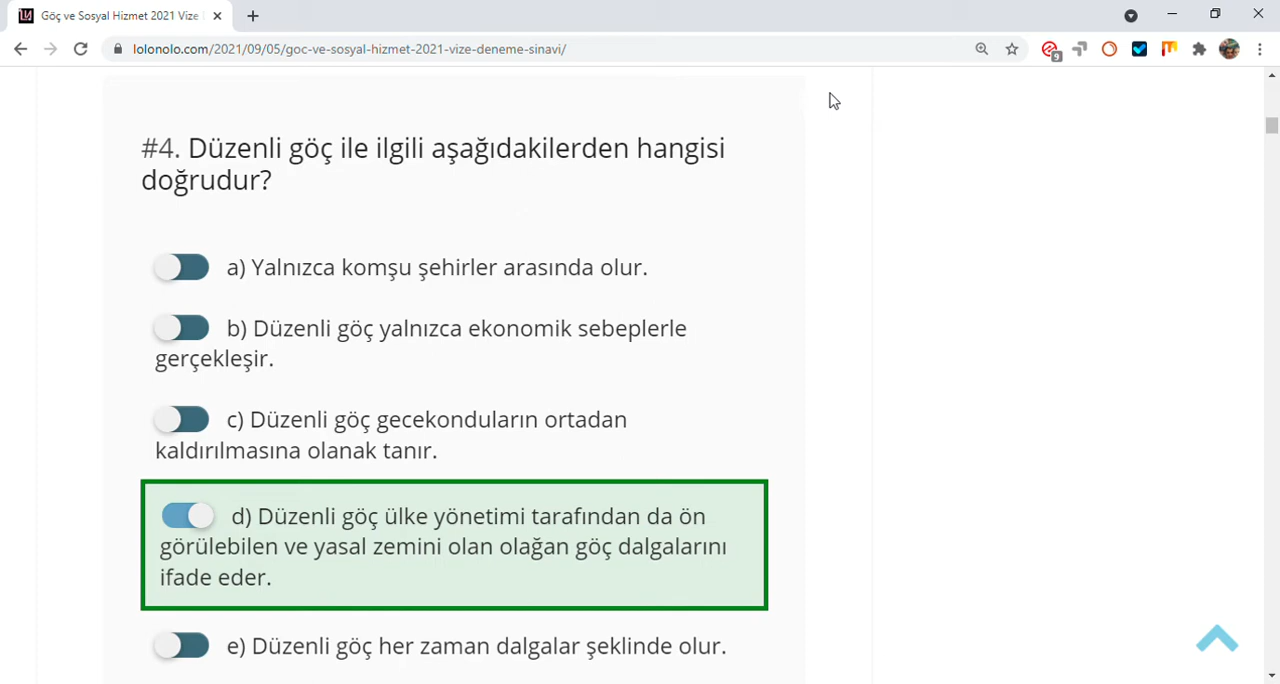 Göç ve Sosyal Hizmet 2021 Vize
lolonolo.com/2021/09/05/goc-ve-sosyal-hizmet-2021-vize-deneme-sinavi/
9
#4. Düzenli göç ile ilgili aşağıdakilerden hangisi
doğrudur?
a) Yalnızca komşu şehirler arasında olur.
b) Düzenli göç yalnızca ekonomik sebeplerle
gerçekleşir.
c) Düzenli göç gecekonduların ortadan
kaldırılmasına olanak tanır.
d) Düzenli göç ülke yönetimi tarafından da ön
görülebilen ve yasal zemini olan olağan göç dalgalarını
ifade eder.
e) Düzenli göç her zaman dalgalar şeklinde olur.